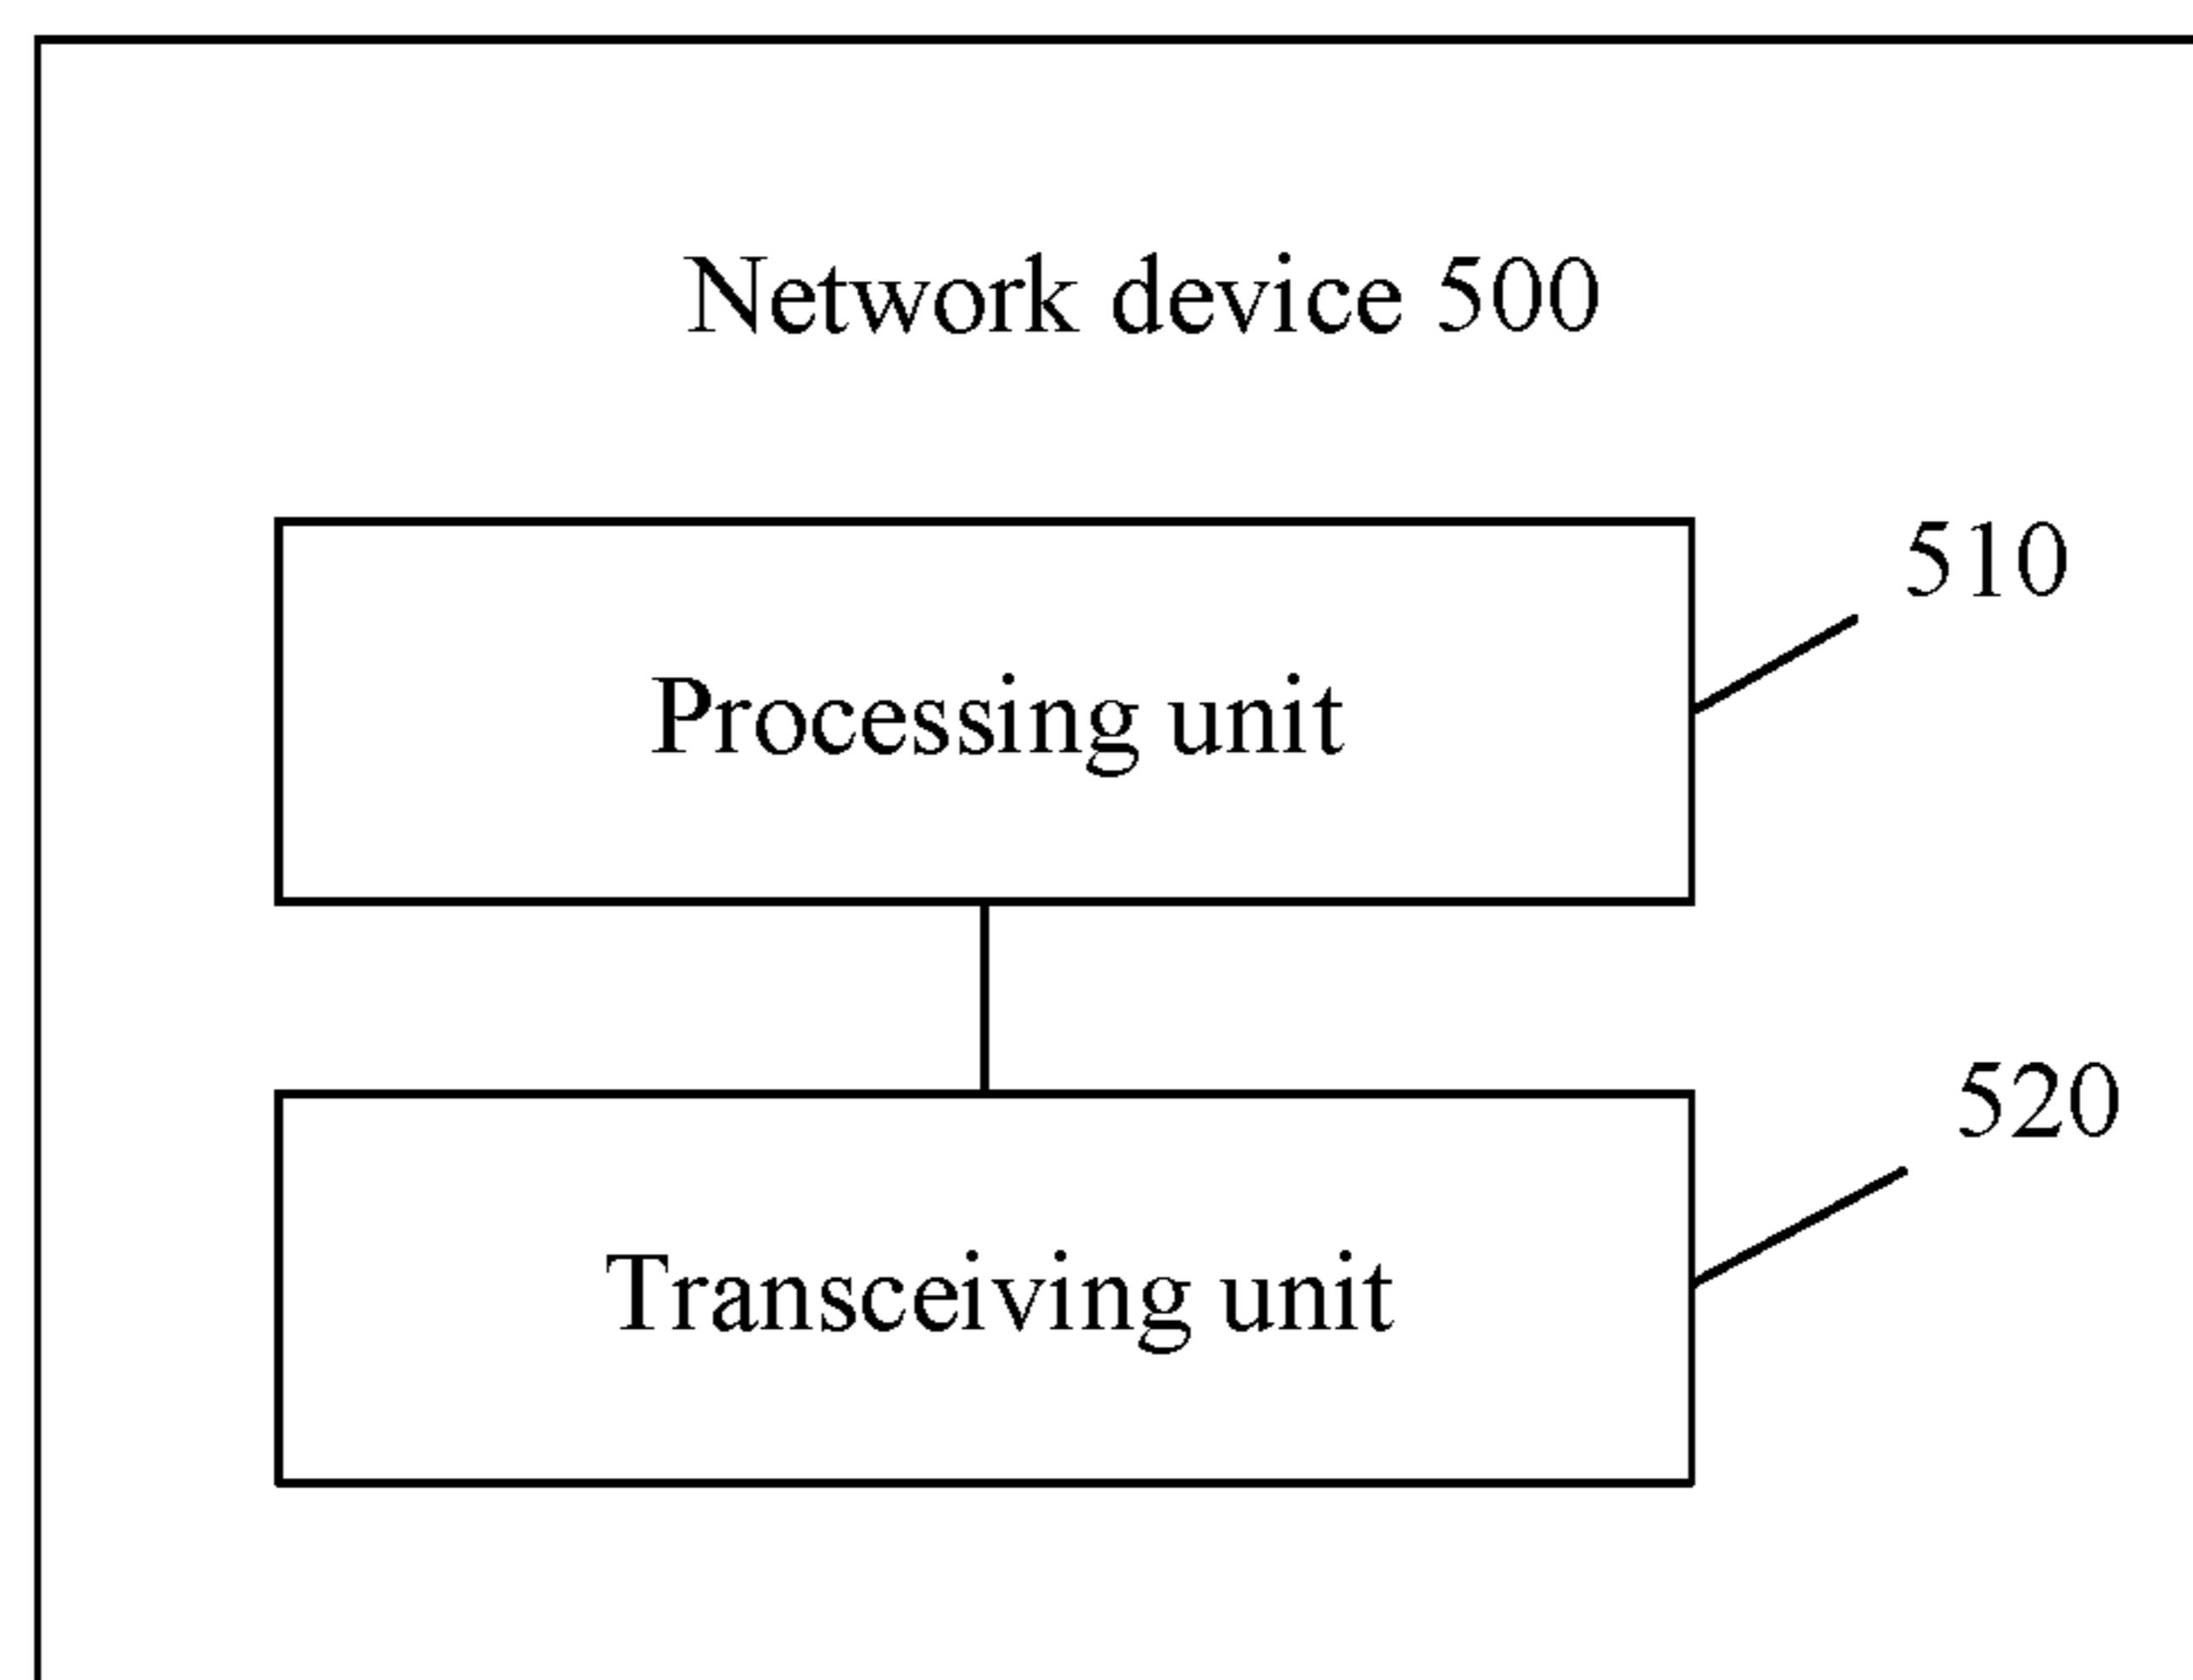 Network device 500
510
Processing unit
520
Transceiving unit